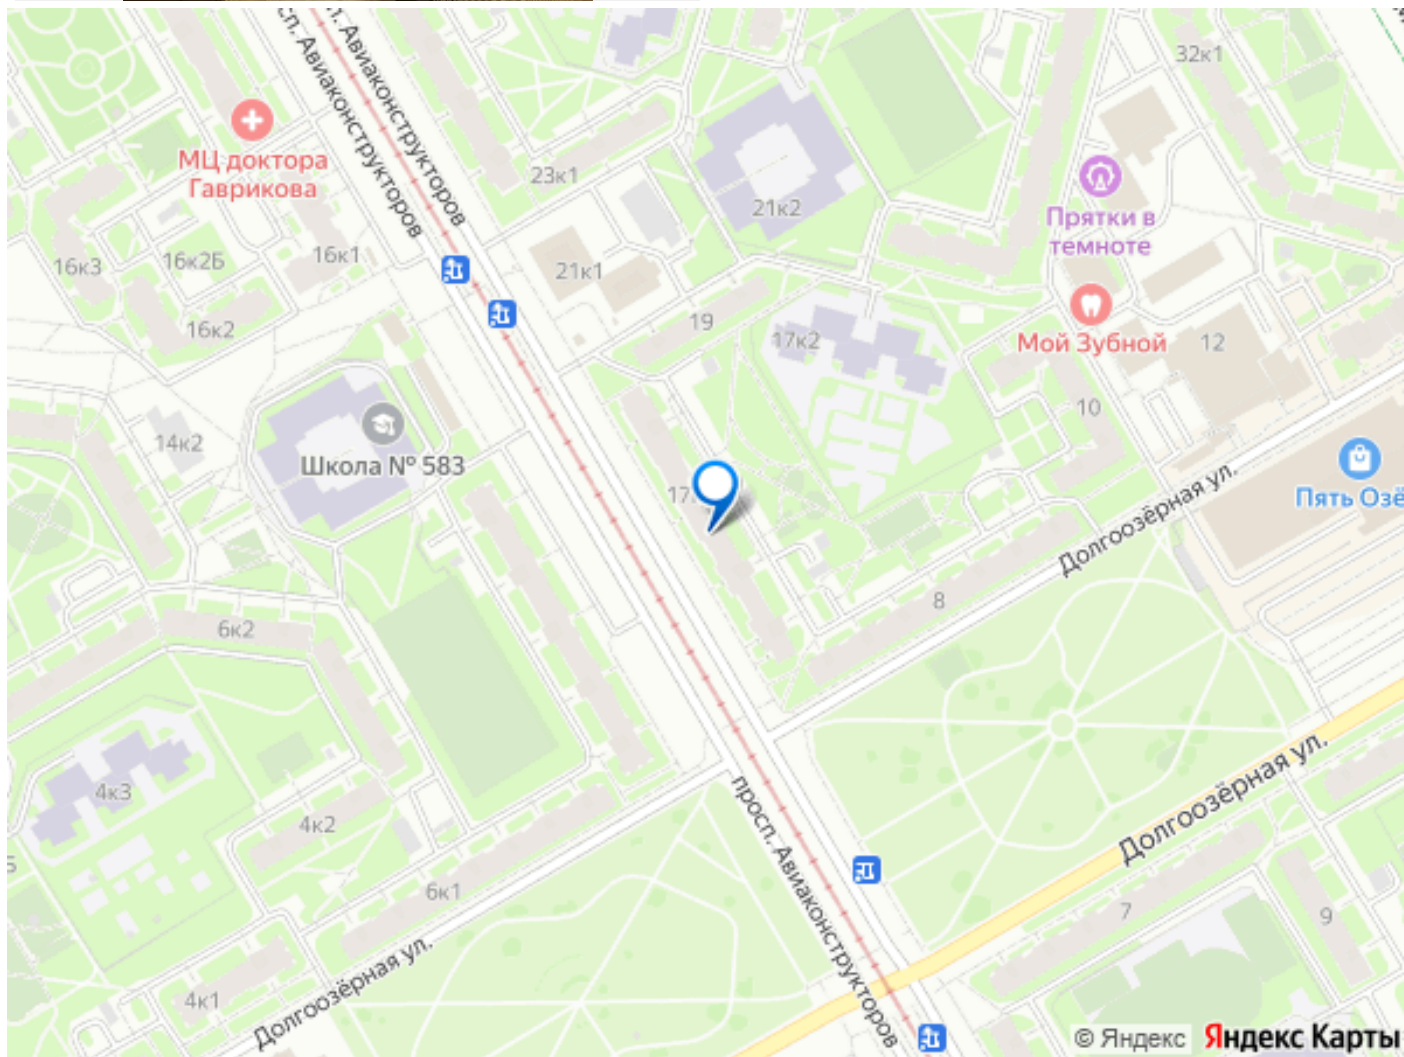 просп. Авиаконструкторов
просп. Авиаконструкторов
32к1
МЦ доктора
Гаврикова
23к1
21к2
Прятки в
темноте
16к3
16к2Б
16к1
21к1
16к2
19
17к2
Мой Зубной
12
10
14к2
Школа № 583
17
Пять Озё
Долгоозёрная ул.
8
6к2
4к3
4к2
просп. Авиаконструкторов
Долгоозёрная ул.
6к1
7
9
4к1
Долгоозёрная ул.
© Яндекс Яндекс Карты